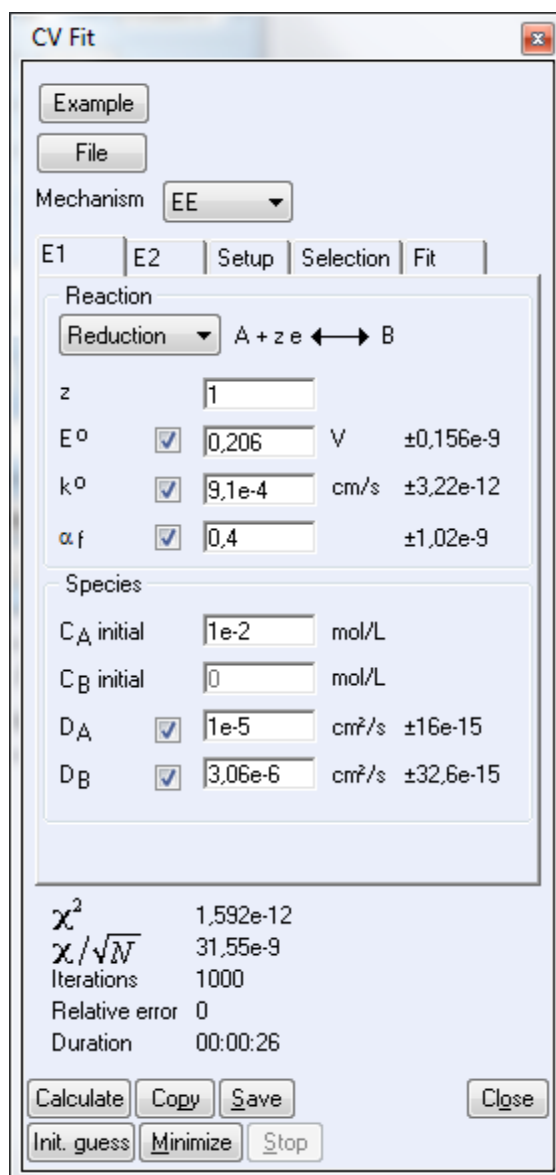 CV Fit
Example
File
Mechanism EE
E1 E2 Setup Selection Fit
Reaction
Reduction A + z e ⟷ B
z 1
E° 0,206 V ±0,156e-9
k° 9,1e-4 cm/s ±3,22e-12
αf 0,4 ±1,02e-9
Species
CA initial 1e-2 mol/L
CB initial 0 mol/L
DA 1e-5 cm²/s ±16e-15
DB 3,06e-6 cm²/s ±32,6e-15
χ² 1,592e-12
χ/√N 31,55e-9
Iterations 1000
Relative error 0
Duration 00:00:26
Calculate Copy Save Close
Init. guess Minimize Stop